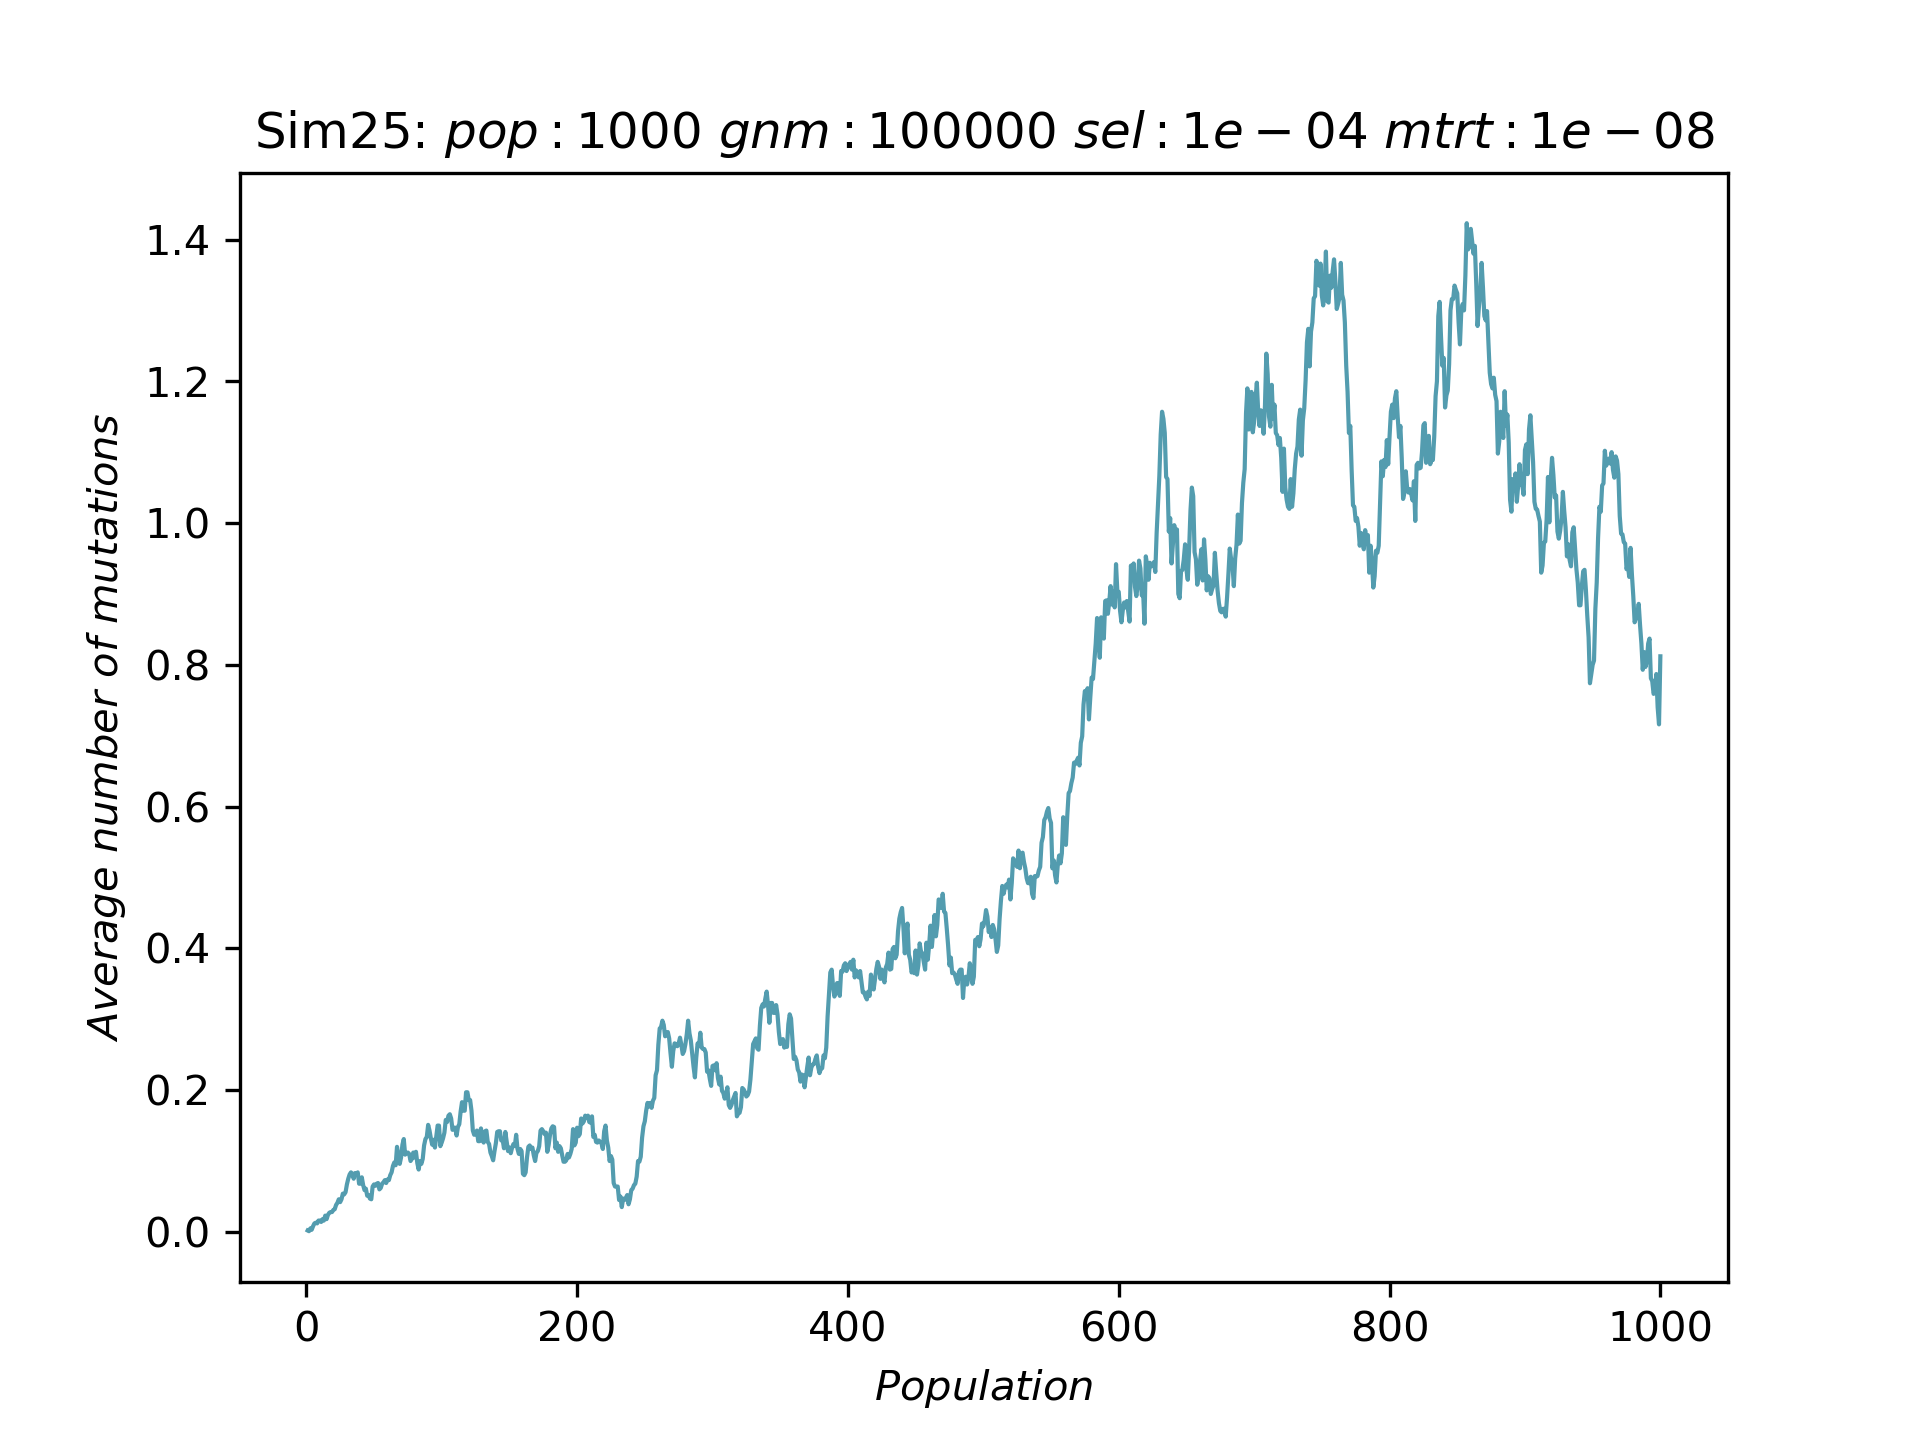 Sim25: pop : 1000 gnm : 100000 sel : 1e − 04 mtrt : 1e − 08
Average number of mutations
1.4
1.2
1.0
0.8
0.6
0.4
0.2
0.0
0 200 400 600 800 1000
Population